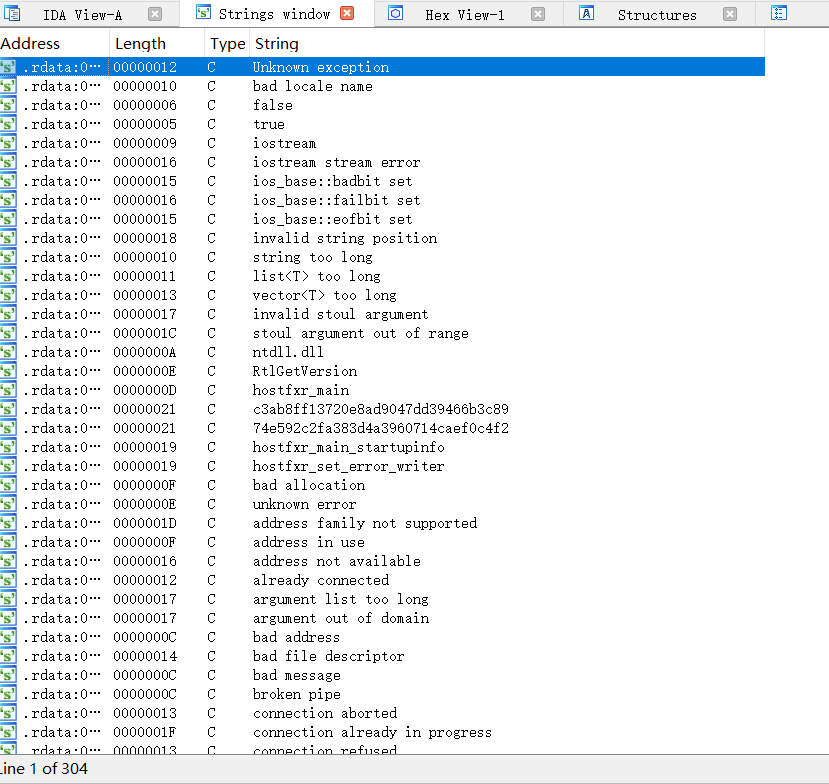 IDA View-A Strings window Hex View-1 Structures
Address Length Type String
.rdata:0… 00000012 C Unknown exception
.rdata:0… 00000010 C bad locale name
.rdata:0… 00000006 C false
.rdata:0… 00000005 C true
.rdata:0… 00000009 C iostream
.rdata:0… 00000016 C iostream stream error
.rdata:0… 00000015 C ios_base::badbit set
.rdata:0… 00000016 C ios_base::failbit set
.rdata:0… 00000015 C ios_base::eofbit set
.rdata:0… 00000018 C invalid string position
.rdata:0… 00000010 C string too long
.rdata:0… 00000011 C list<T> too long
.rdata:0… 00000013 C vector<T> too long
.rdata:0… 00000017 C invalid stoul argument
.rdata:0… 0000001C C stoul argument out of range
.rdata:0… 0000000A C ntdll.dll
.rdata:0… 0000000E C RtlGetVersion
.rdata:0… 0000000D C hostfxr_main
.rdata:0… 00000021 C c3ab8ff13720e8ad9047dd39466b3c89
.rdata:0… 00000021 C 74e592c2fa383d4a3960714caef0c4f2
.rdata:0… 00000019 C hostfxr_main_startupinfo
.rdata:0… 00000019 C hostfxr_set_error_writer
.rdata:0… 0000000F C bad allocation
.rdata:0… 0000000E C unknown error
.rdata:0… 0000001D C address family not supported
.rdata:0… 0000000F C address in use
.rdata:0… 00000016 C address not available
.rdata:0… 00000012 C already connected
.rdata:0… 00000017 C argument list too long
.rdata:0… 00000017 C argument out of domain
.rdata:0… 0000000C C bad address
.rdata:0… 00000014 C bad file descriptor
.rdata:0… 0000000C C bad message
.rdata:0… 0000000C C broken pipe
.rdata:0… 00000013 C connection aborted
.rdata:0… 0000001F C connection already in progress
.rdata:0… 00000013 C connection refused
Line 1 of 304